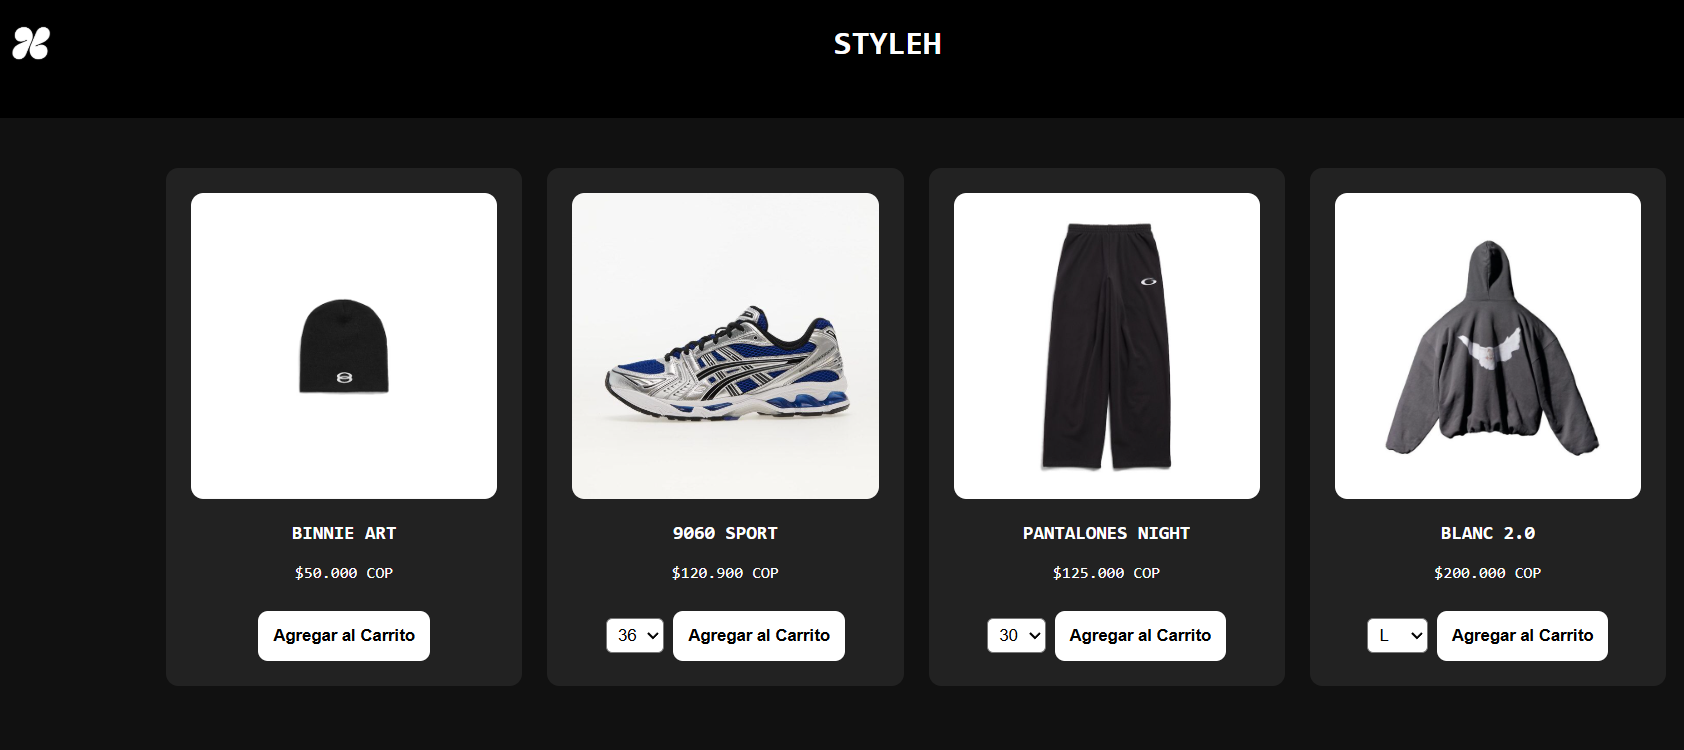 STYLEH
BINNIE ART
$50.000 COP
Agregar al Carrito
9060 SPORT
$120.900 COP
36
Agregar al Carrito
PANTALONES NIGHT
$125.000 COP
30
Agregar al Carrito
BLANC 2.0
$200.000 COP
L
Agregar al Carrito